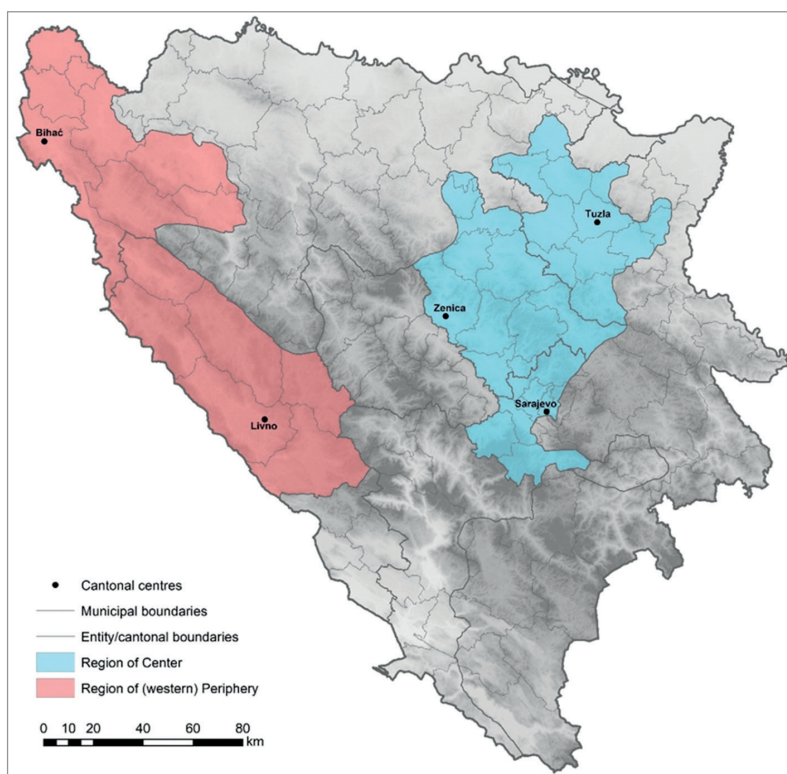 Bihać
Tuzla
Zenica
Sarajevo
Livno
Cantonal centres
Municipal boundaries
Entity/cantonal boundaries
Region of Center
Region of (western) Periphery
0 10 20 40 60 80
km